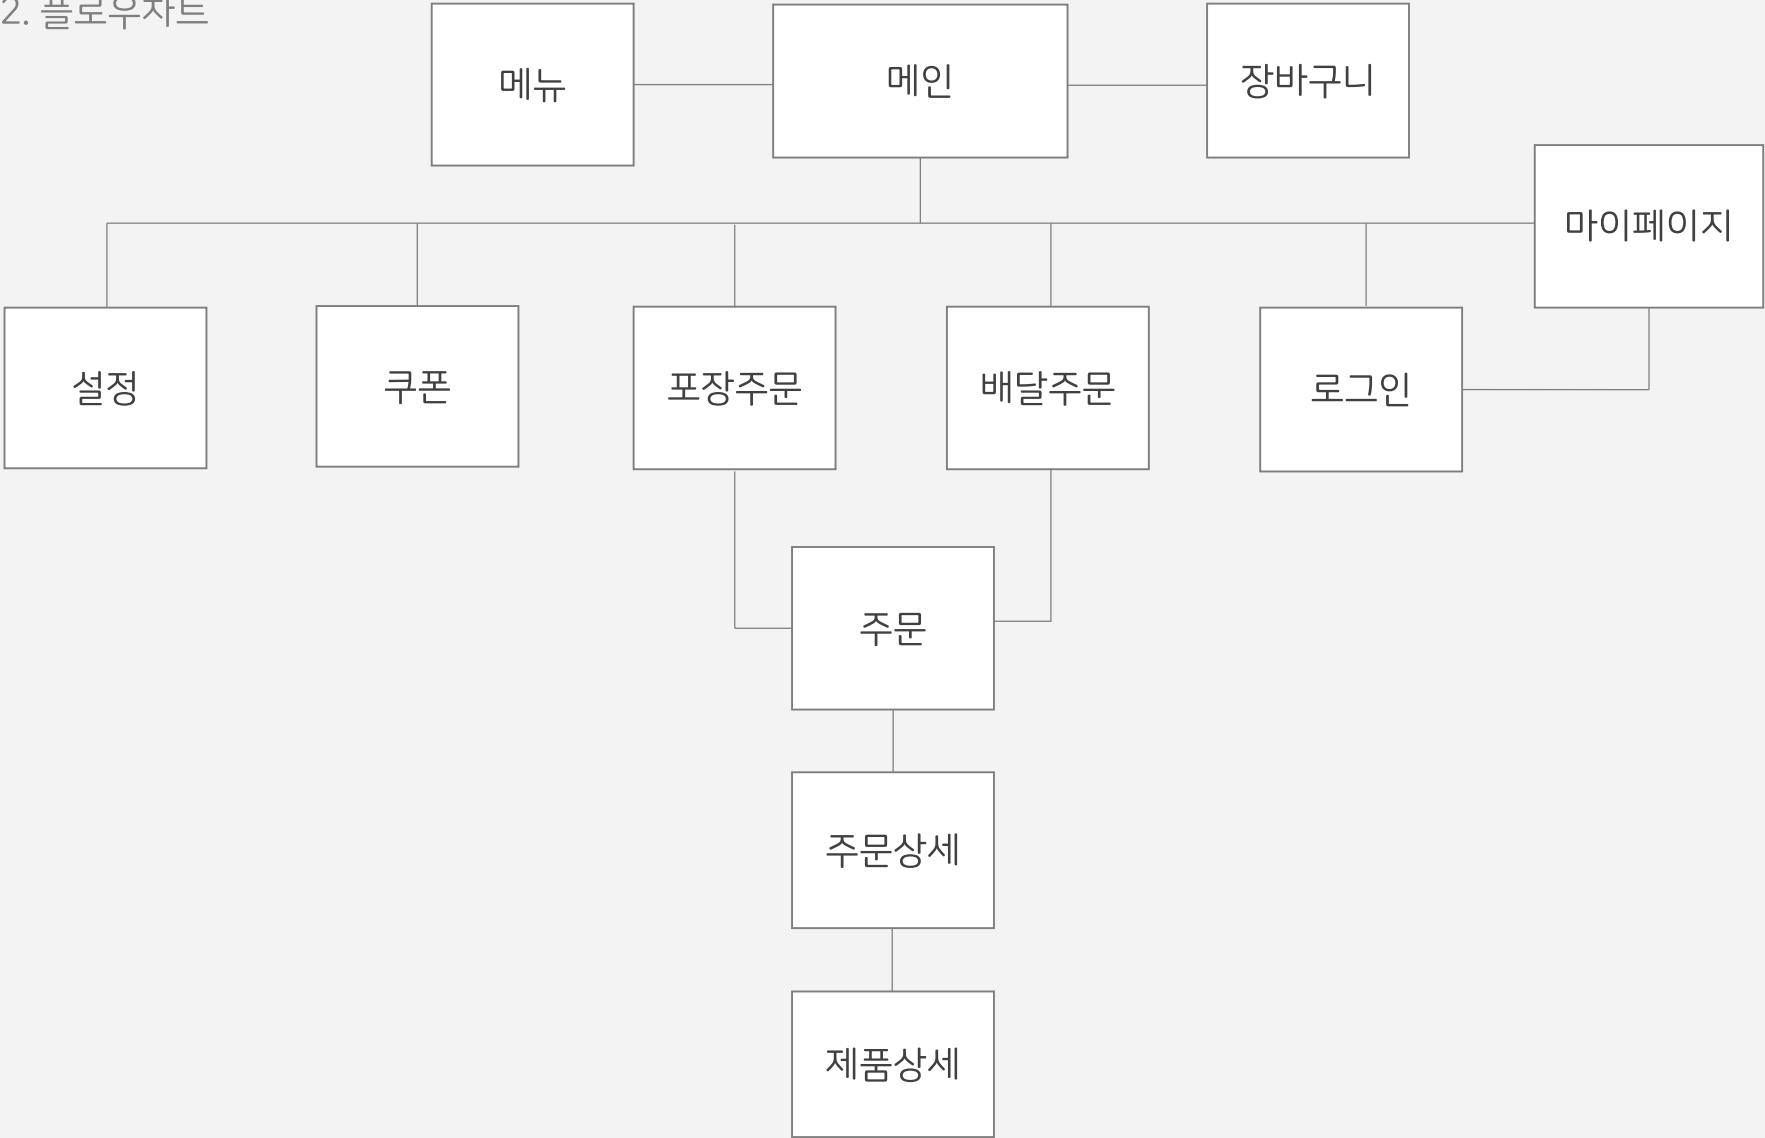 2. 플로우차트
메뉴
메인
장바구니
마이페이지
설정
쿠폰
포장주문
배달주문
로그인
주문
주문상세
제품상세